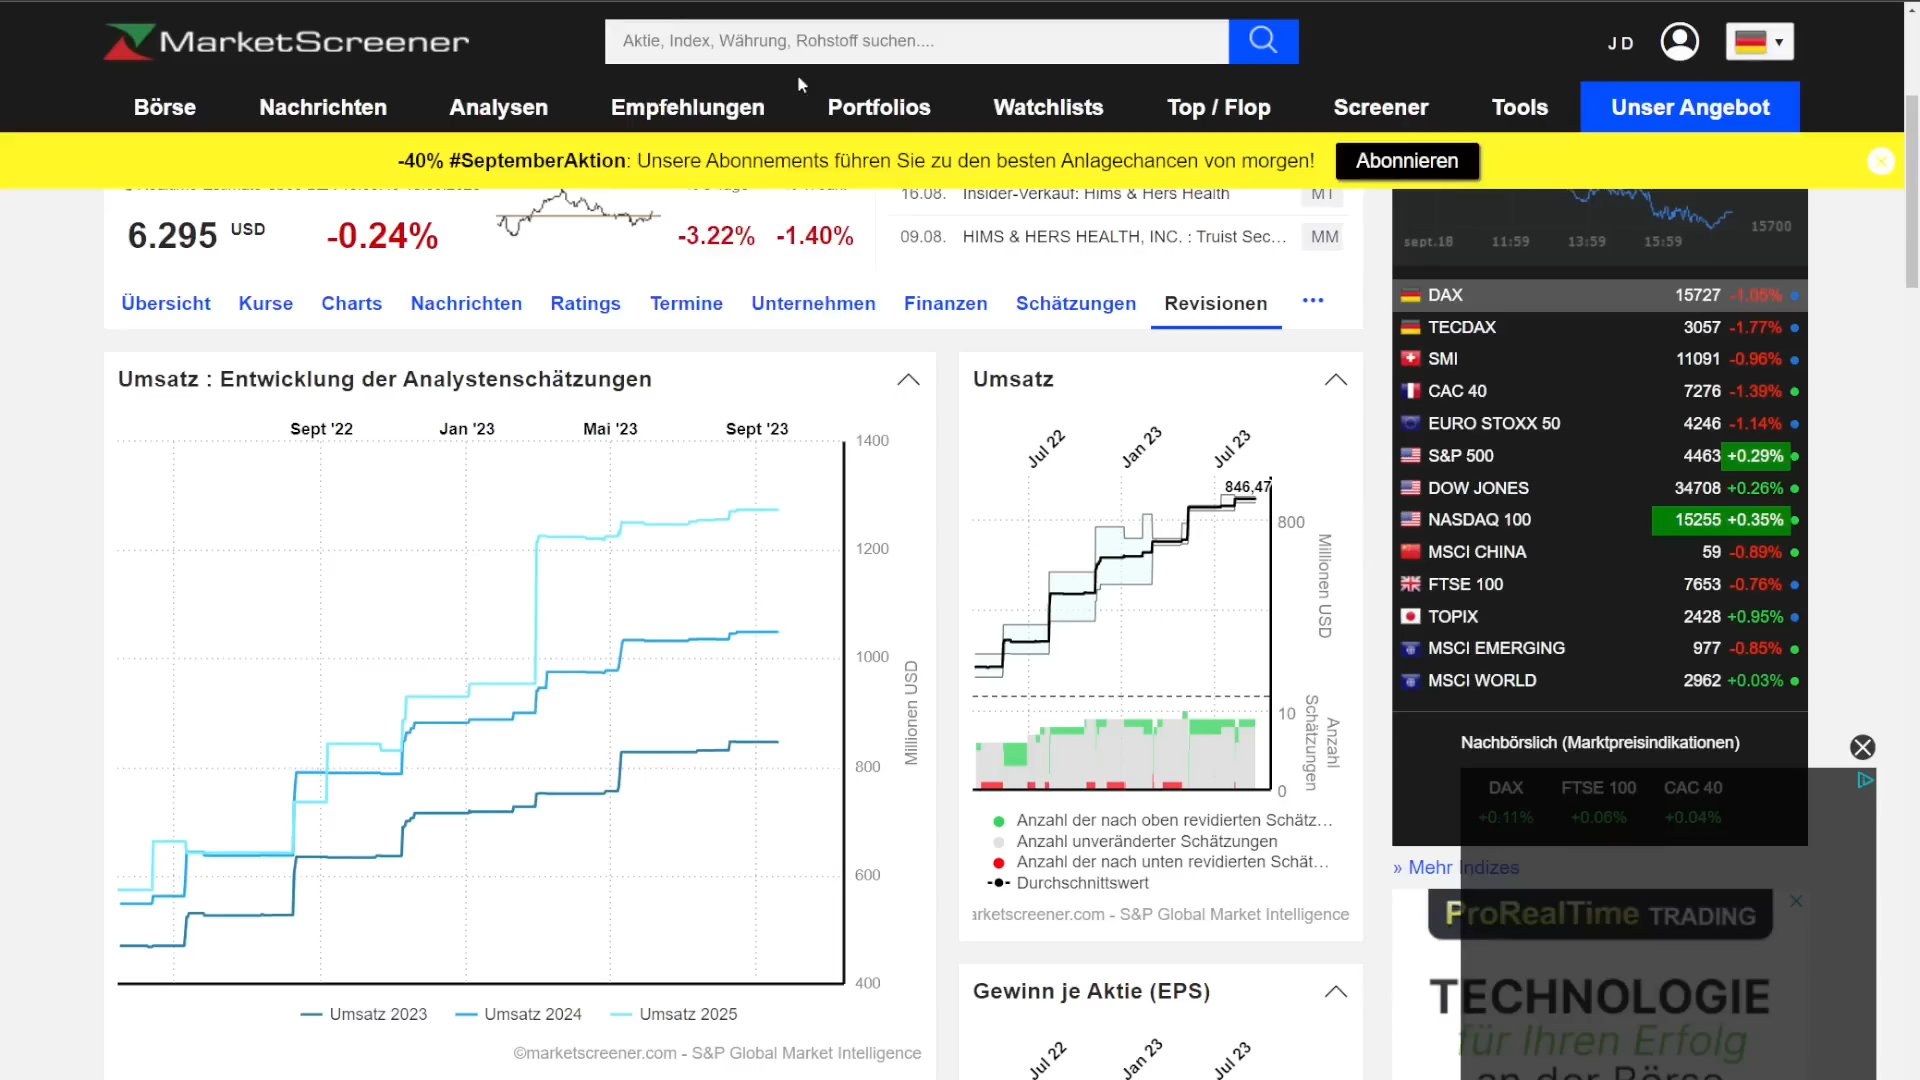 MarketScreener
Aktie, Index, Währung, Rohstoff suchen....
J D
Börse Nachrichten Analysen Empfehlungen Portfolios Watchlists Top / Flop Screener Tools Unser Angebot
-40% #SeptemberAktion: Unsere Abonnements führen Sie zu den besten Anlagechancen von morgen! Abonnieren
6.295 USD -0.24% -3.22% -1.40%
16.08. Insider-Verkauf: Hims & Hers Health MT
09.08. HIMS & HERS HEALTH, INC. : Truist Sec... MM
Übersicht Kurse Charts Nachrichten Ratings Termine Unternehmen Finanzen Schätzungen Revisionen ...
Umsatz : Entwicklung der Analystenschätzungen
Sept '22 Jan '23 Mai '23 Sept '23
1400
1200
1000
800
600
400
Millionen USD
Umsatz 2023 Umsatz 2024 Umsatz 2025
©marketscreener.com - S&P Global Market Intelligence
Umsatz
Jul 22 Jan 23 Jul 23
846,47
800
Millionen USD
10
0
Anzahl
Schätzungen
Anzahl der nach oben revidierten Schätz...
Anzahl unveränderter Schätzungen
Anzahl der nach unten revidierten Schät...
Durchschnittswert
arketscreener.com - S&P Global Market Intelligence
Gewinn je Aktie (EPS)
Jul 22 Jan 23 Jul 23
15700
sept.18 11:59 13:59 15:59
DAX 15727 -1.05%
TECDAX 3057 -1.77%
SMI 11091 -0.96%
CAC 40 7276 -1.39%
EURO STOXX 50 4246 -1.14%
S&P 500 4463 +0.29%
DOW JONES 34708 +0.26%
NASDAQ 100 15255 +0.35%
MSCI CHINA 59 -0.89%
FTSE 100 7653 -0.76%
TOPIX 2428 +0.95%
MSCI EMERGING 977 -0.85%
MSCI WORLD 2962 +0.03%
Nachbörslich (Marktpreisindikationen)
DAX FTSE 100 CAC 40
+0.11% +0.06% +0.04%
» Mehr Indizes
ProRealTime TRADING
TECHNOLOGIE
für Ihren Erfolg
an der Börse